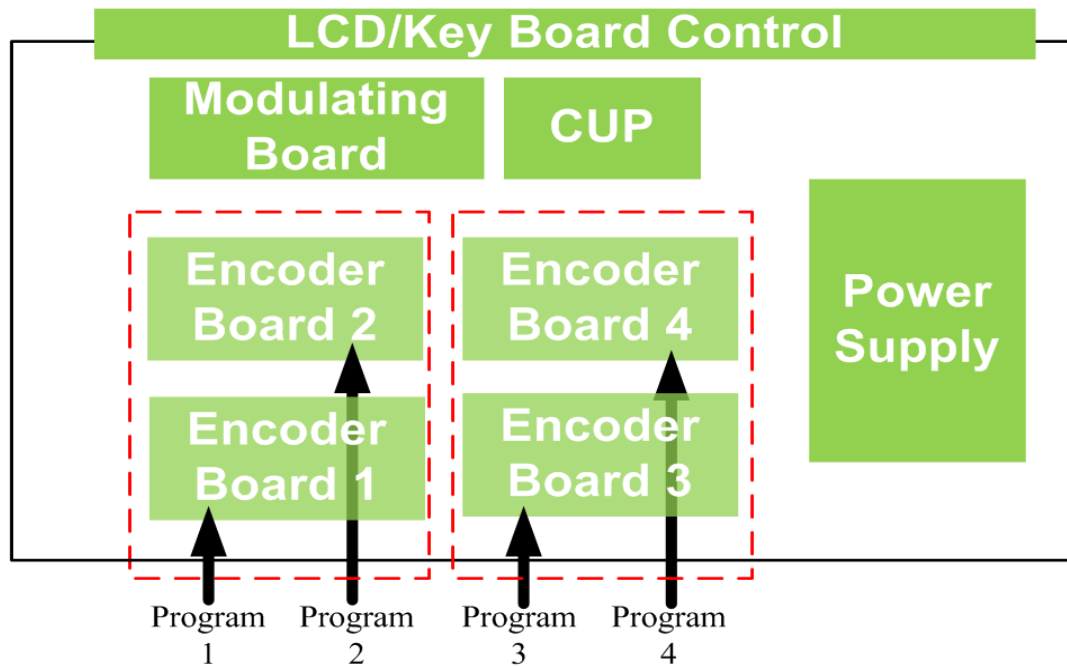 LCD/Key Board Control
Modulating
Board
CUP
Encoder
Board 2
Encoder
Board 4
Power
Supply
Encoder
Board 1
Encoder
Board 3
Program
1
Program
2
Program
3
Program
4